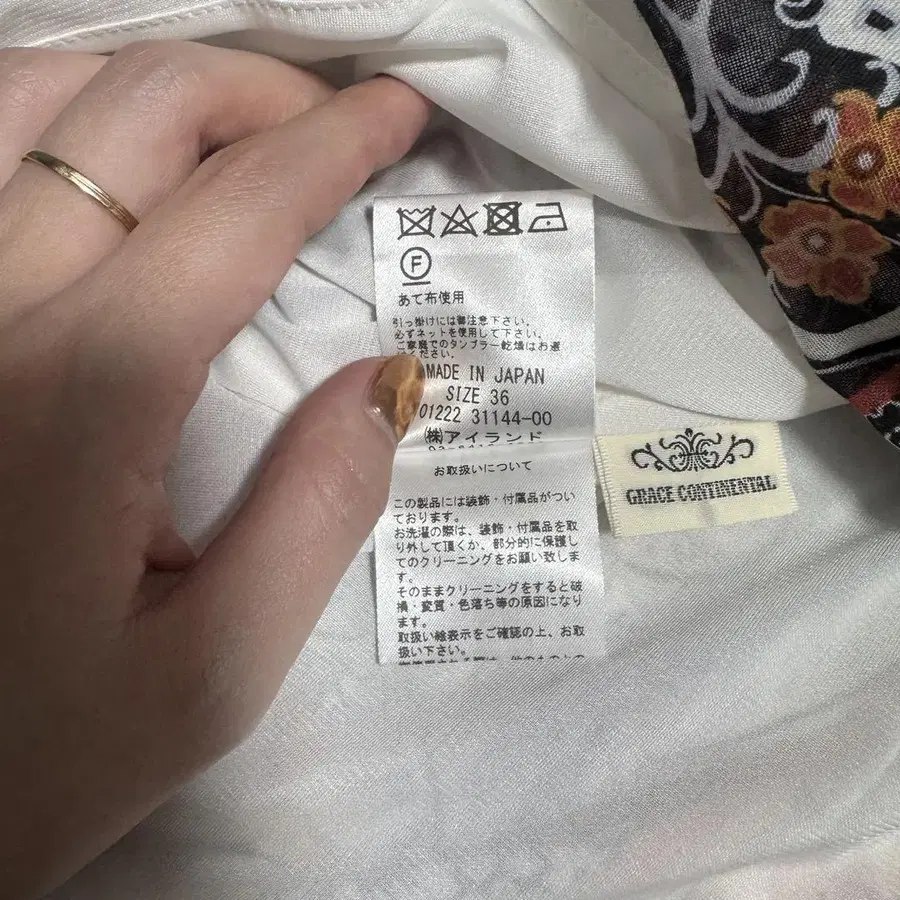 F
あて布使用
引っ掛けには御注意下さい。
必ずネットを使用して下さい。
ご家庭でのタンブラー乾燥はお避
けください。
MADE IN JAPAN
SIZE 36
01222 31144-00
(株)アイランド
お取扱いについて
この製品には装飾・付属品がつい
ております。
お洗濯の際は、装飾・付属品を取
り外して頂くか、部分的に保護し
てのクリーニングをお願い致しま
す。
そのままクリーニングをすると破
損・変質・色落ち等の原因になり
ます。
取扱い絵表示をご確認の上、お取
扱い下さい。
GRACE CONTINENTAL